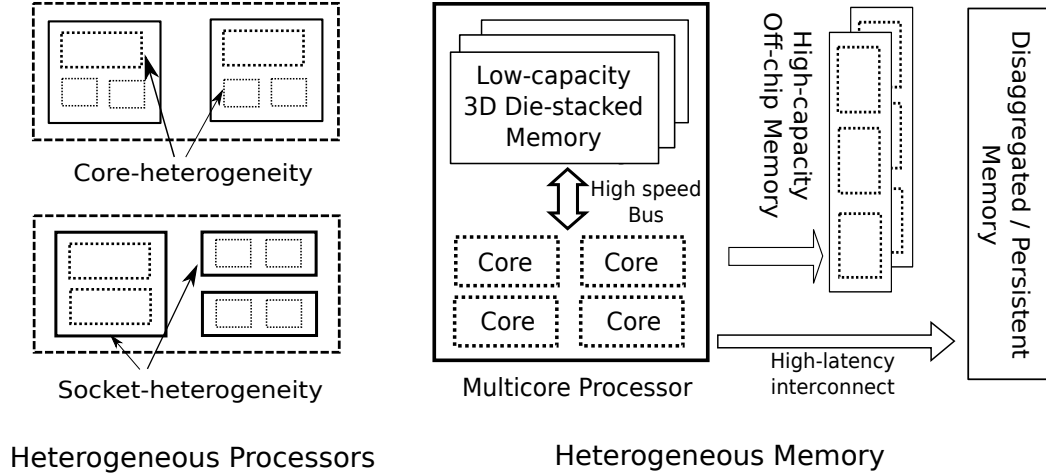 Core-heterogeneity
Socket-heterogeneity
Heterogeneous Processors
Low-capacity
3D Die-stacked
Memory
High speed
Bus
Core
Core
Core
Core
Multicore Processor
High-capacity
Off-chip Memory
High-latency
interconnect
Disaggregated / Persistent
Memory
Heterogeneous Memory